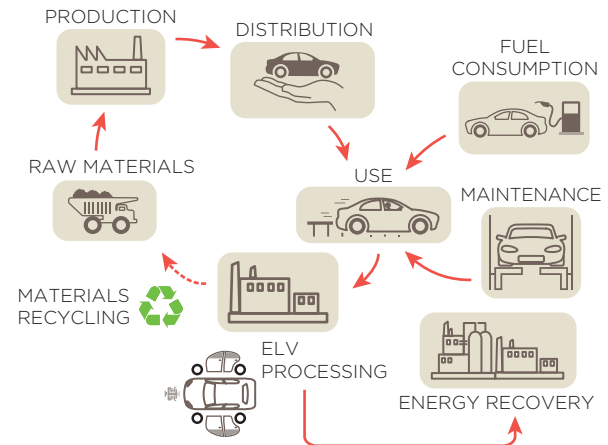 PRODUCTION
DISTRIBUTION
FUEL
CONSUMPTION
RAW MATERIALS
USE
MAINTENANCE
MATERIALS
RECYCLING
ELV
PROCESSING
ENERGY RECOVERY